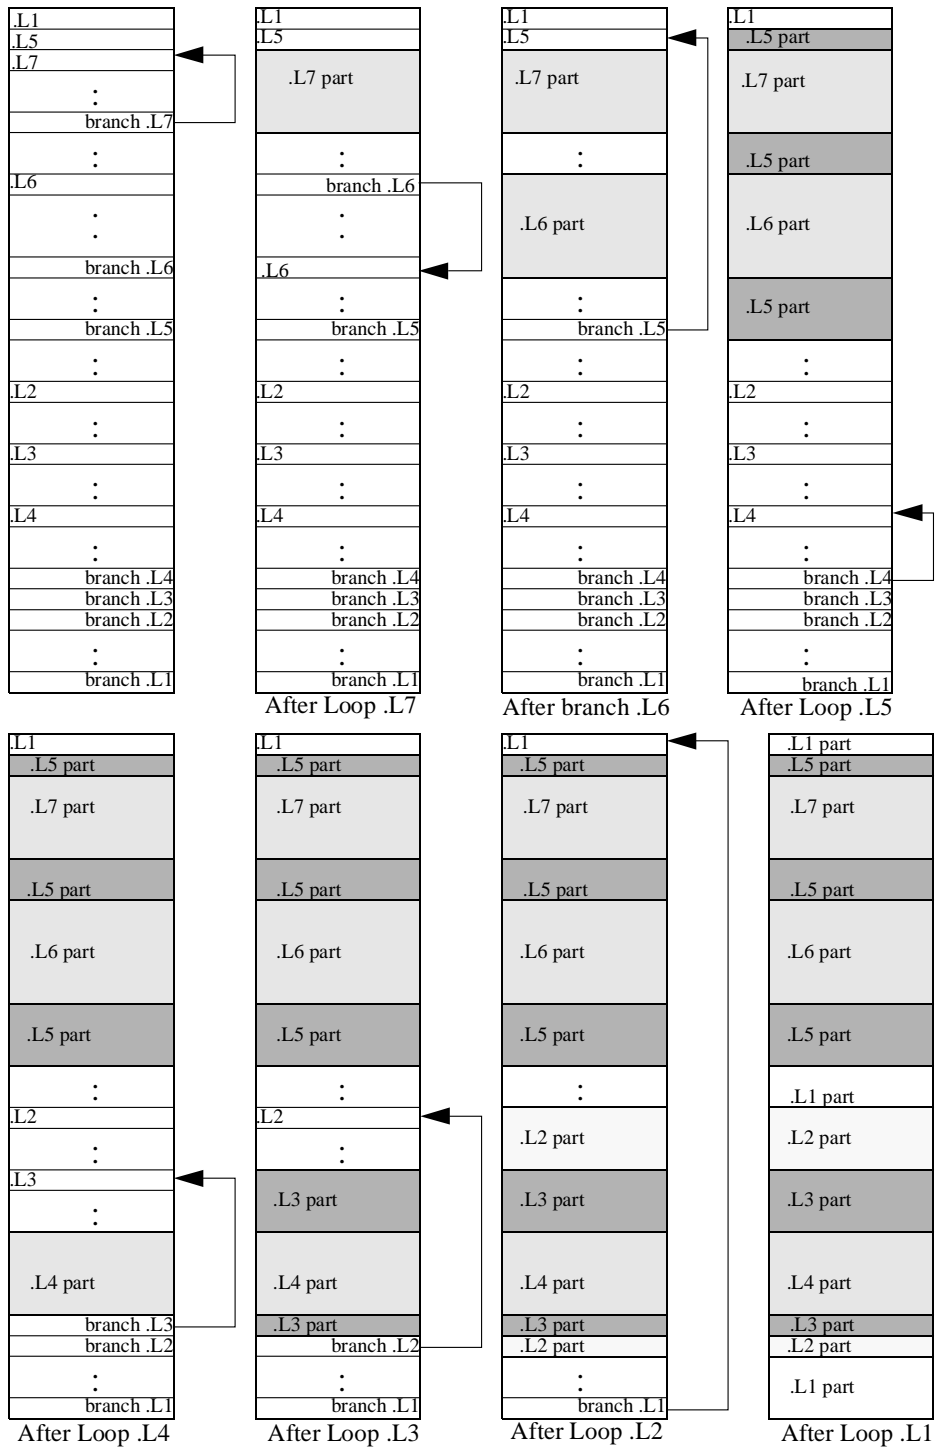 .L1
.L5
.L7
:
branch .L7
:
.L6
:
:
branch .L6
:
branch .L5
:
.L2
:
.L3
:
.L4
:
branch .L4
branch .L3
branch .L2
:
branch .L1
.L1
.L5
.L7 part
:
branch .L6
:
:
.L6
:
branch .L5
:
.L2
:
.L3
:
.L4
:
branch .L4
branch .L3
branch .L2
:
branch .L1
After Loop .L7
.L1
.L5
.L7 part
:
.L6 part
:
branch .L5
:
.L2
:
.L3
:
.L4
:
branch .L4
branch .L3
branch .L2
:
branch .L1
After branch .L6
.L1
.L5 part
.L7 part
.L5 part
.L6 part
.L5 part
:
.L2
:
.L3
:
.L4
:
branch .L4
branch .L3
branch .L2
:
branch .L1
After Loop .L5
.L1
.L5 part
.L7 part
.L5 part
.L6 part
.L5 part
:
.L2
:
.L3
:
.L4 part
branch .L3
branch .L2
:
branch .L1
After Loop .L4
.L1
.L5 part
.L7 part
.L5 part
.L6 part
.L5 part
:
.L2
:
.L3 part
.L4 part
.L3 part
branch .L2
:
branch .L1
After Loop .L3
.L1
.L5 part
.L7 part
.L5 part
.L6 part
.L5 part
:
.L2 part
.L3 part
.L4 part
.L3 part
.L2 part
:
branch .L1
After Loop .L2
.L1 part
.L5 part
.L7 part
.L5 part
.L6 part
.L5 part
.L1 part
.L2 part
.L3 part
.L4 part
.L3 part
.L2 part
.L1 part
After Loop .L1